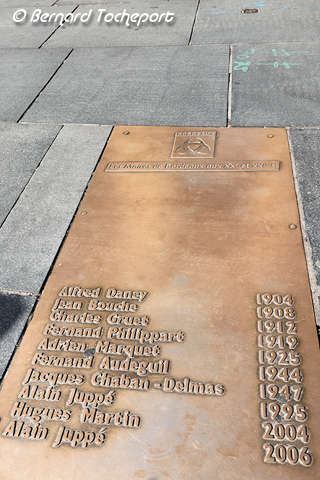 © Bernard Tocheport
BORDEAUX
Les Maires de Bordeaux aux XXe et XXIe S.
Alfred Daney 1904
Jean Bouche 1908
Charles Gruet 1912
Fernand Philippart 1919
Adrien Marquet 1925
Fernand Audeguil 1944
Jacques Chaban-Delmas 1947
Alain Juppé 1995
Hugues Martin 2004
Alain Juppé 2006